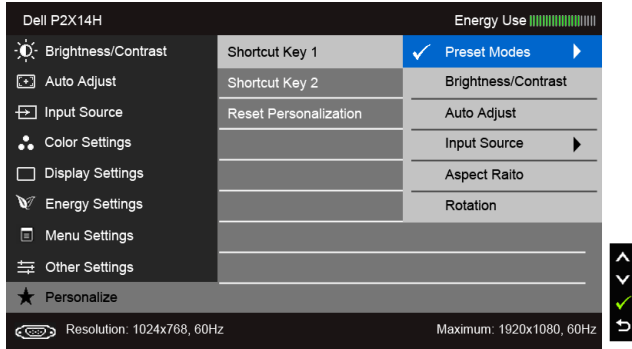 Dell P2X14H
Energy Use
Brightness/Contrast
Auto Adjust
Input Source
Color Settings
Display Settings
Energy Settings
Menu Settings
Other Settings
Personalize
Shortcut Key 1
Shortcut Key 2
Reset Personalization
Preset Modes
Brightness/Contrast
Auto Adjust
Input Source
Aspect Raito
Rotation
Resolution: 1024x768, 60Hz
Maximum: 1920x1080, 60Hz